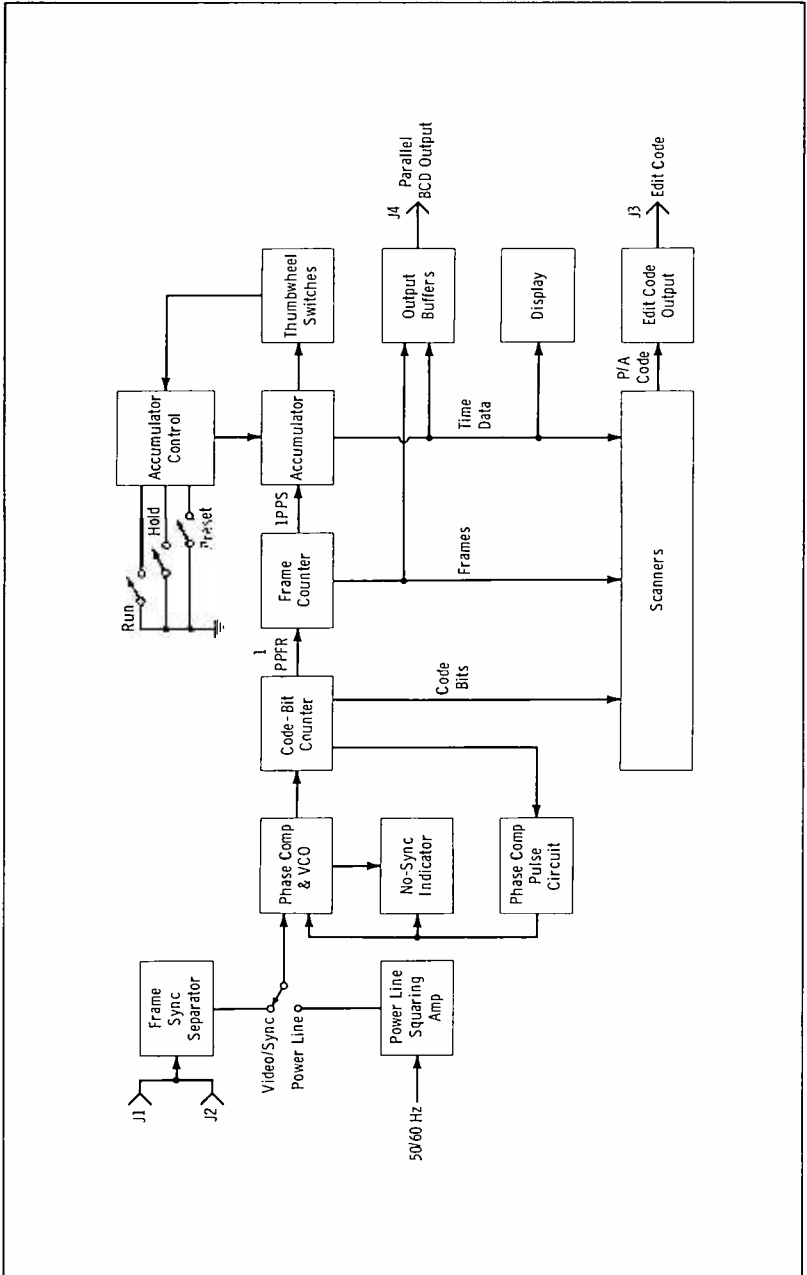 J1
J2
Frame
Sync
Separator
Video/Sync
Power Line
50/60 Hz
Power Line
Squaring
Amp
Phase Comp
& VCO
No-Sync
Indicator
Phase Comp
Pulse
Circuit
Code-Bit
Counter
Code
Bits
1
PPFR
Frame
Counter
Frames
1PPS
Run
Hold
Preset
Accumulator
Control
Accumulator
Thumbwheel
Switches
Time
Data
Output
Buffers
J4
Parallel
BCD Output
Display
Scanners
P/A
Code
Edit Code
Output
J3
Edit Code